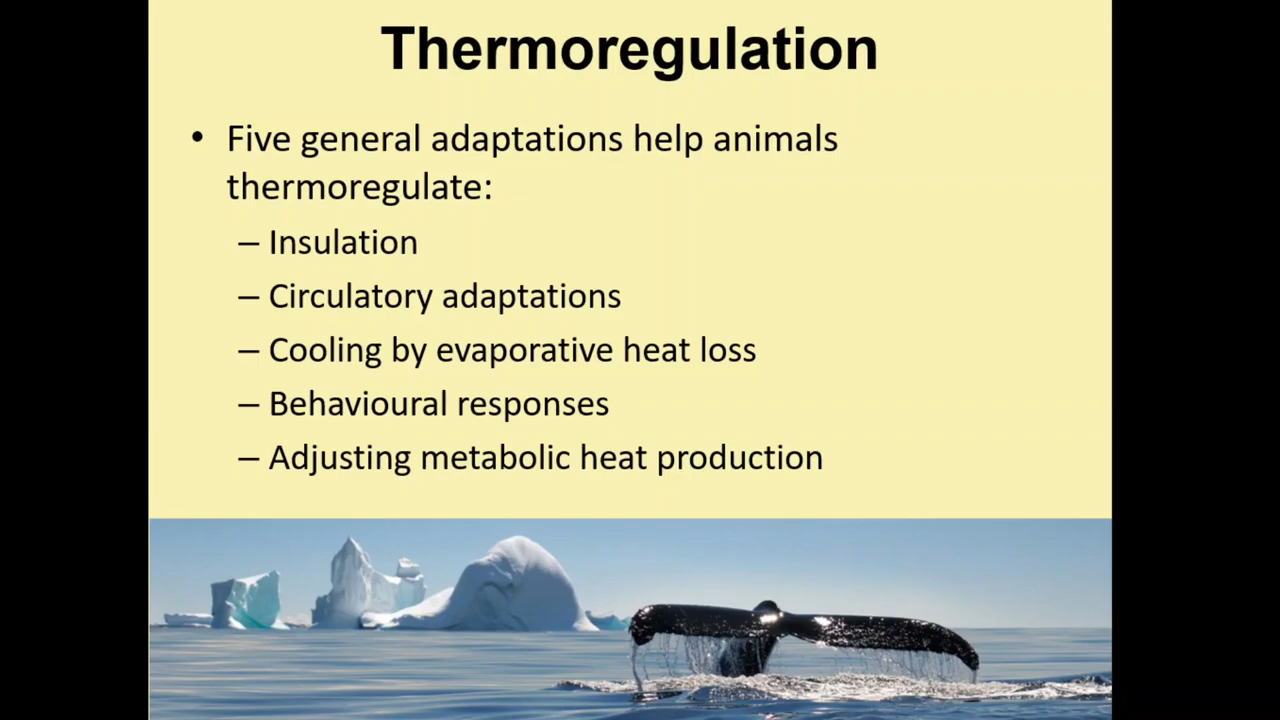 Thermoregulation
• Five general adaptations help animals
thermoregulate:
– Insulation
– Circulatory adaptations
– Cooling by evaporative heat loss
– Behavioural responses
– Adjusting metabolic heat production